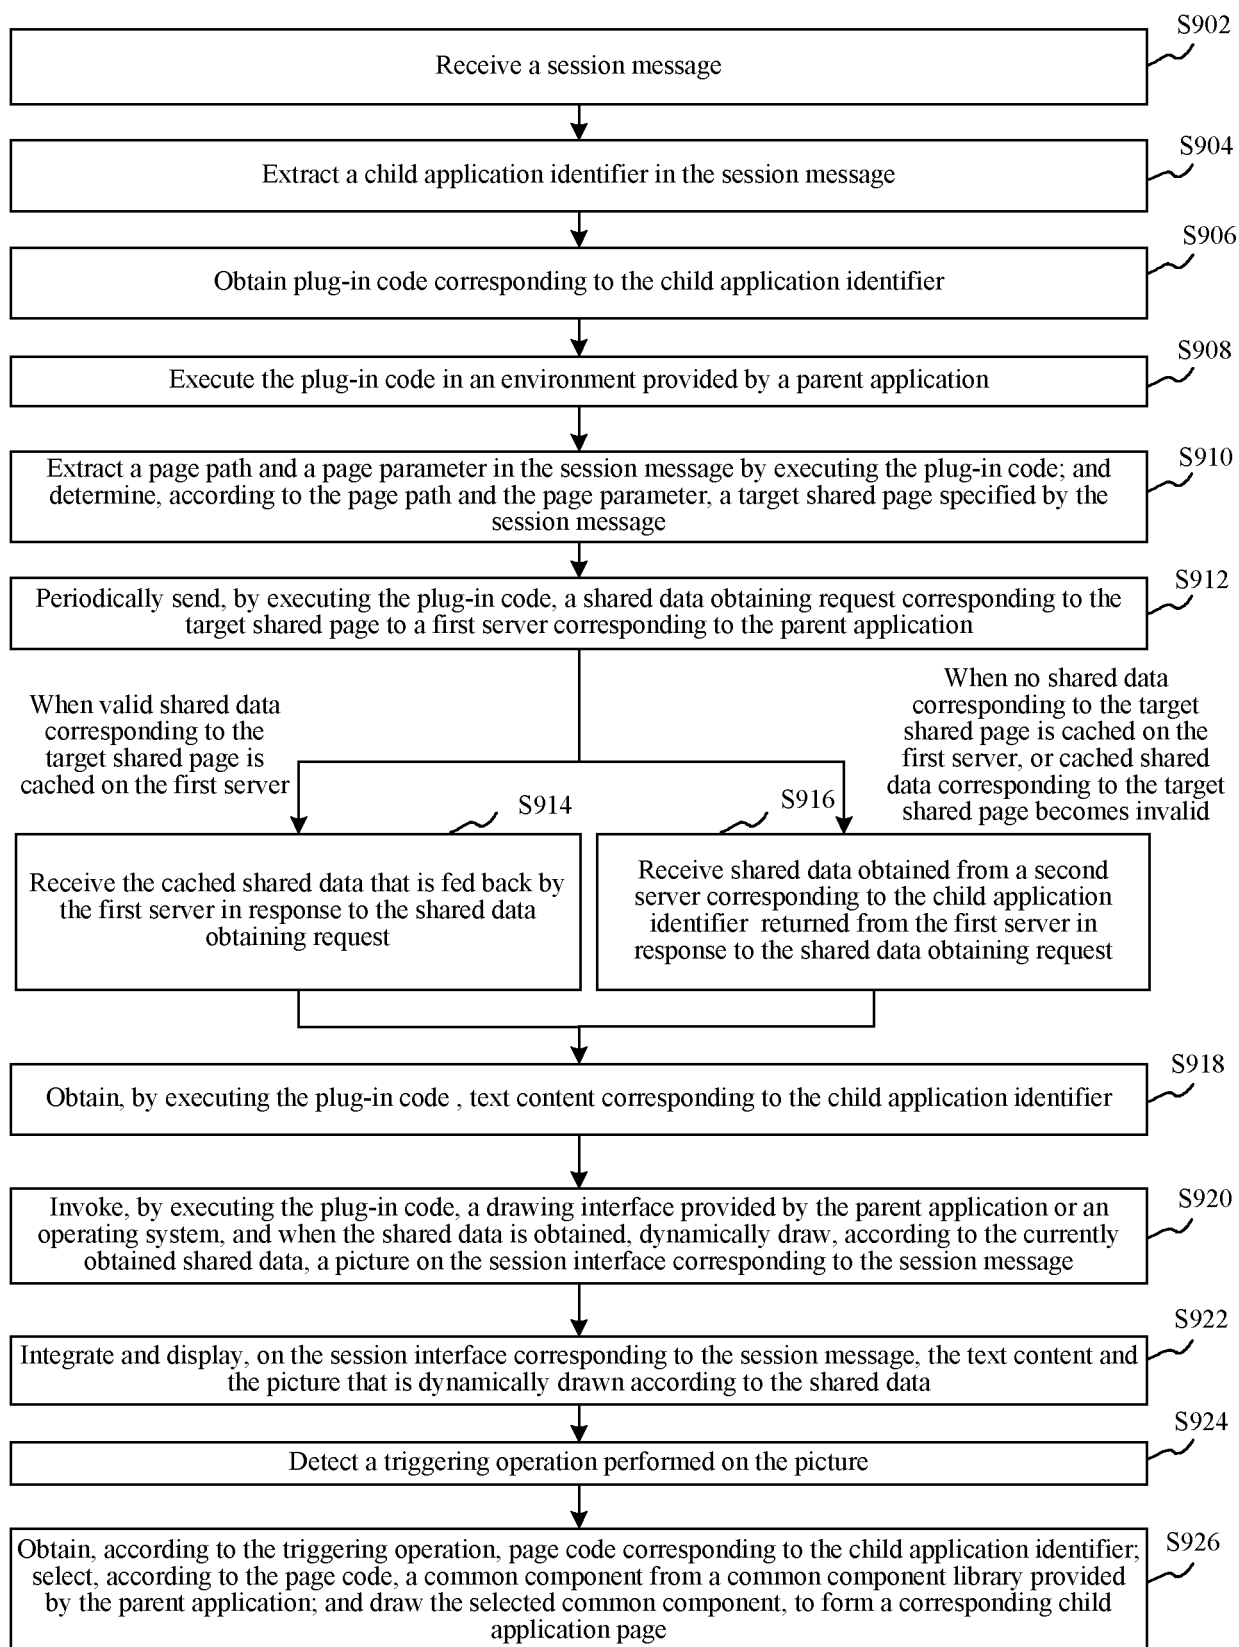 S902
Receive a session message
S904
Extract a child application identifier in the session message
S906
Obtain plug-in code corresponding to the child application identifier
S908
Execute the plug-in code in an environment provided by a parent application
S910
Extract a page path and a page parameter in the session message by executing the plug-in code; and
determine, according to the page path and the page parameter, a target shared page specified by the
session message
S912
Periodically send, by executing the plug-in code, a shared data obtaining request corresponding to the
target shared page to a first server corresponding to the parent application
When valid shared data
corresponding to the
target shared page is
cached on the first server
When no shared data
corresponding to the target
shared page is cached on the
first server, or cached shared
data corresponding to the target
shared page becomes invalid
S914
Receive the cached shared data that is fed back by
the first server in response to the shared data
obtaining request
S916
Receive shared data obtained from a second
server corresponding to the child application
identifier returned from the first server in
response to the shared data obtaining request
S918
Obtain, by executing the plug-in code , text content corresponding to the child application identifier
S920
Invoke, by executing the plug-in code, a drawing interface provided by the parent application or an
operating system, and when the shared data is obtained, dynamically draw, according to the currently
obtained shared data, a picture on the session interface corresponding to the session message
S922
Integrate and display, on the session interface corresponding to the session message, the text content and
the picture that is dynamically drawn according to the shared data
S924
Detect a triggering operation performed on the picture
S926
Obtain, according to the triggering operation, page code corresponding to the child application identifier;
select, according to the page code, a common component from a common component library provided
by the parent application; and draw the selected common component, to form a corresponding child
application page